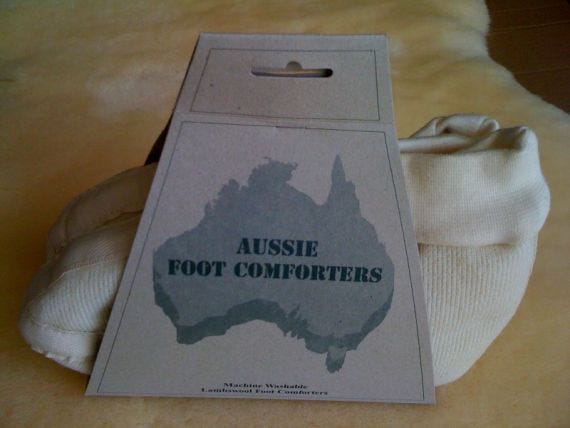 AUSSIE
FOOT COMFORTERS
Machine Washable
Lambswool Foot Comforters